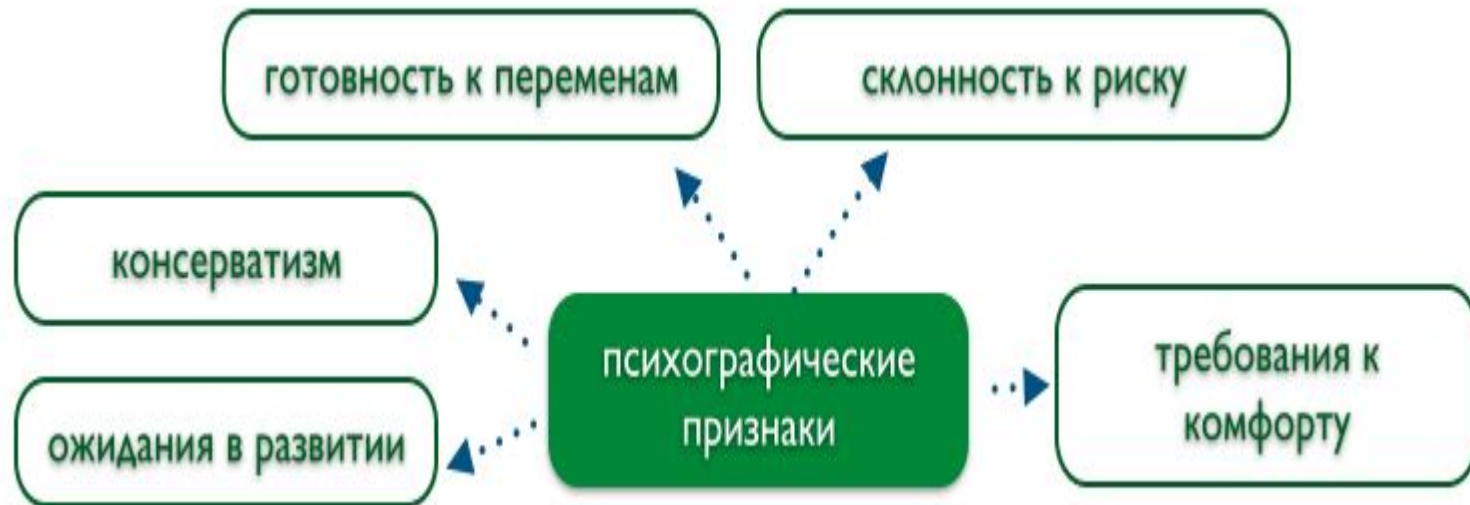 готовность к переменам
склонность к риску
консерватизм
ожидания в развитии
психографические
признаки
требования к
комфорту